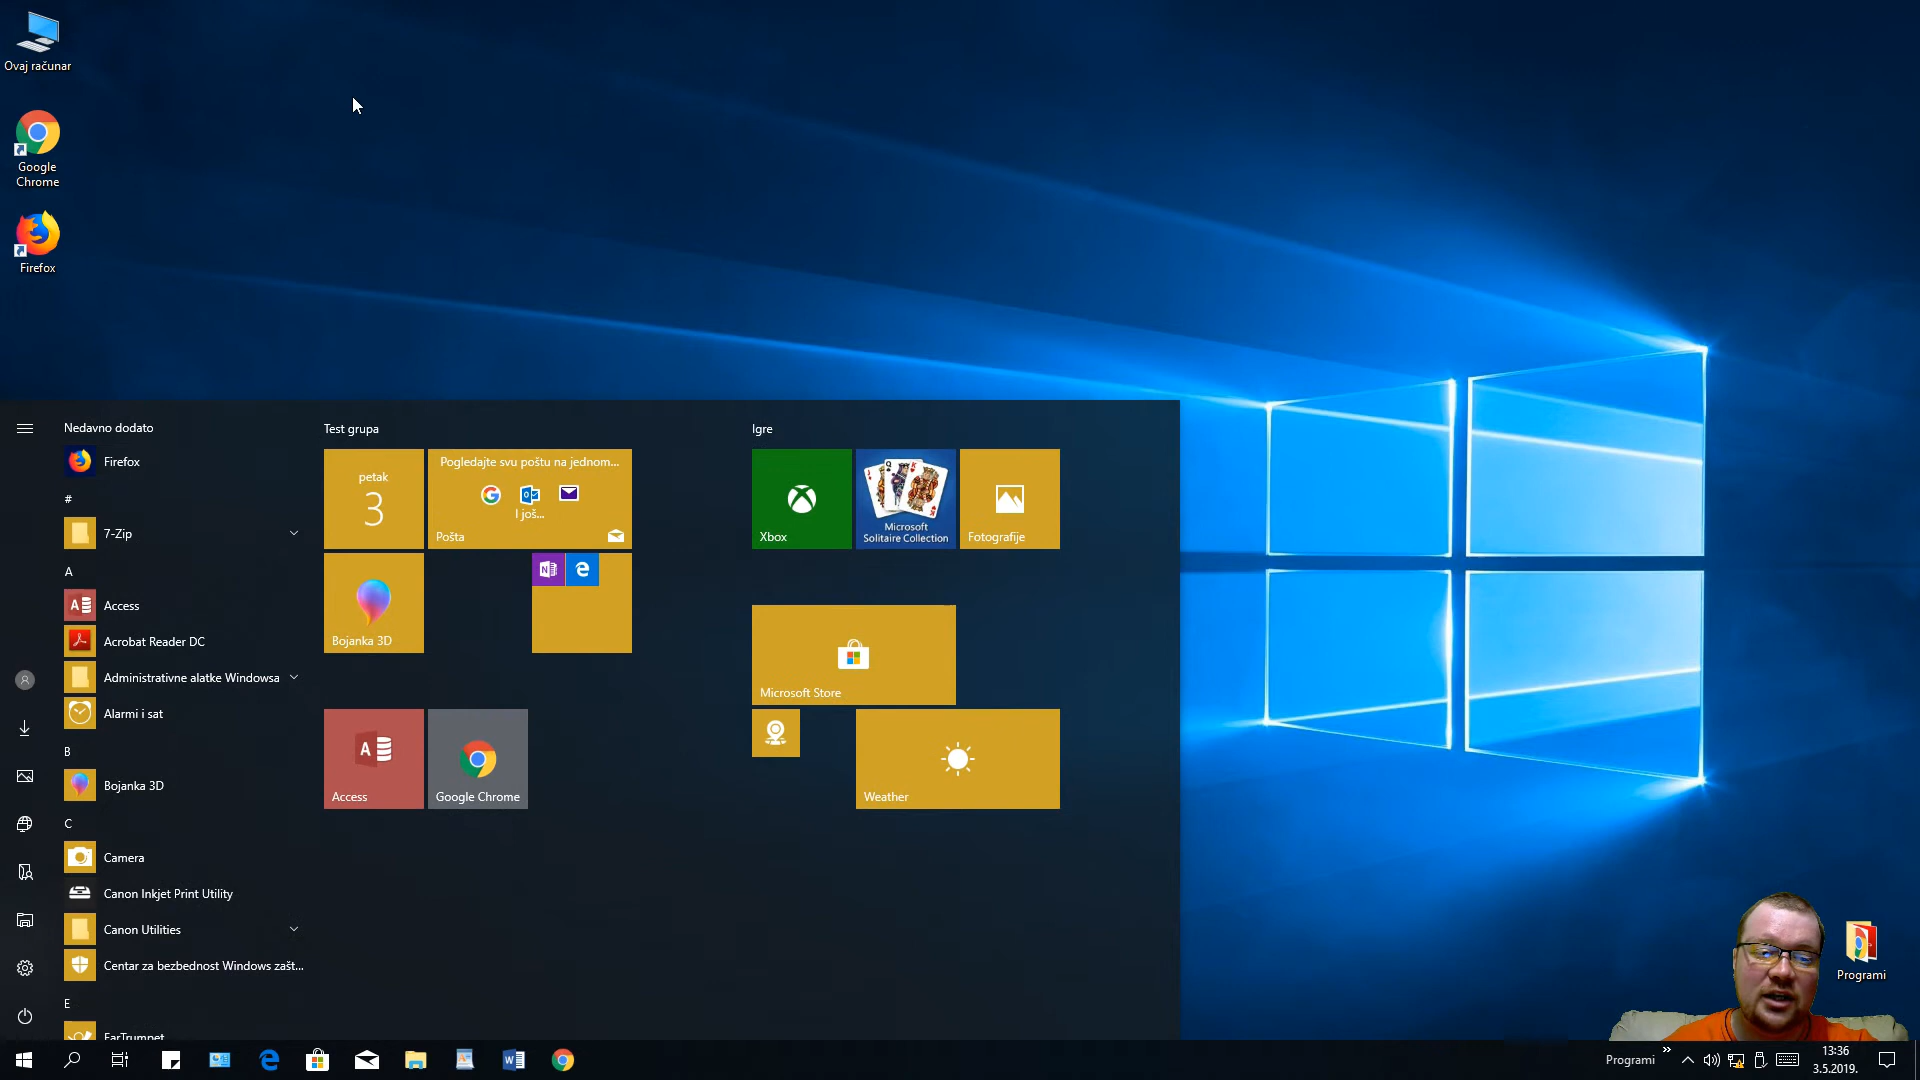 Ovaj računar
Google
Chrome
Firefox
Nedavno dodato
Firefox
#
7-Zip
A
Access
Acrobat Reader DC
Administrativne alatke Windowsa
Alarmi i sat
B
Bojanka 3D
C
Camera
Canon Inkjet Print Utility
Canon Utilities
Centar za bezbednost Windows zašt...
E
EarTrumpet
Test grupa
petak
3
Pogledajte svu poštu na jednom...
I još...
Pošta
Bojanka 3D
Access
Google Chrome
Igre
Xbox
Microsoft
Solitaire Collection
Fotografije
Microsoft Store
Weather
Programi
Programi
13:36
3.5.2019.